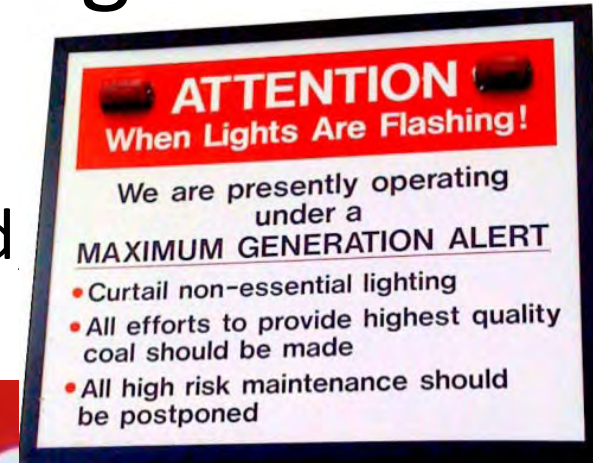 g
d
ATTENTION
When Lights Are Flashing!
We are presently operating
under a
MAXIMUM GENERATION ALERT
•Curtail non-essential lighting
•All efforts to provide highest quality
coal should be made
•All high risk maintenance should
be postponed